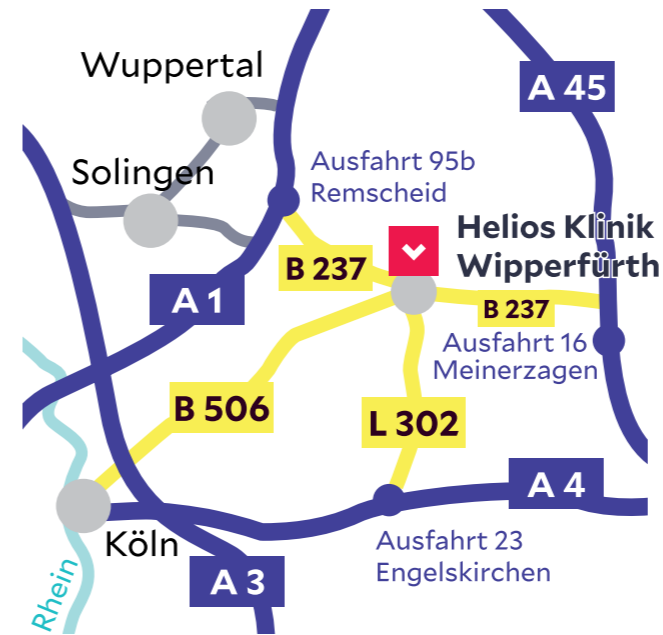 Wuppertal
A 45
Solingen
Ausfahrt 95b
Remscheid
Helios Klinik
Wipperfürth
B 237
A 1
B 237
Ausfahrt 16
Meinerzagen
B 506
L 302
A 4
Köln
Ausfahrt 23
Engelskirchen
A 3
Rhein